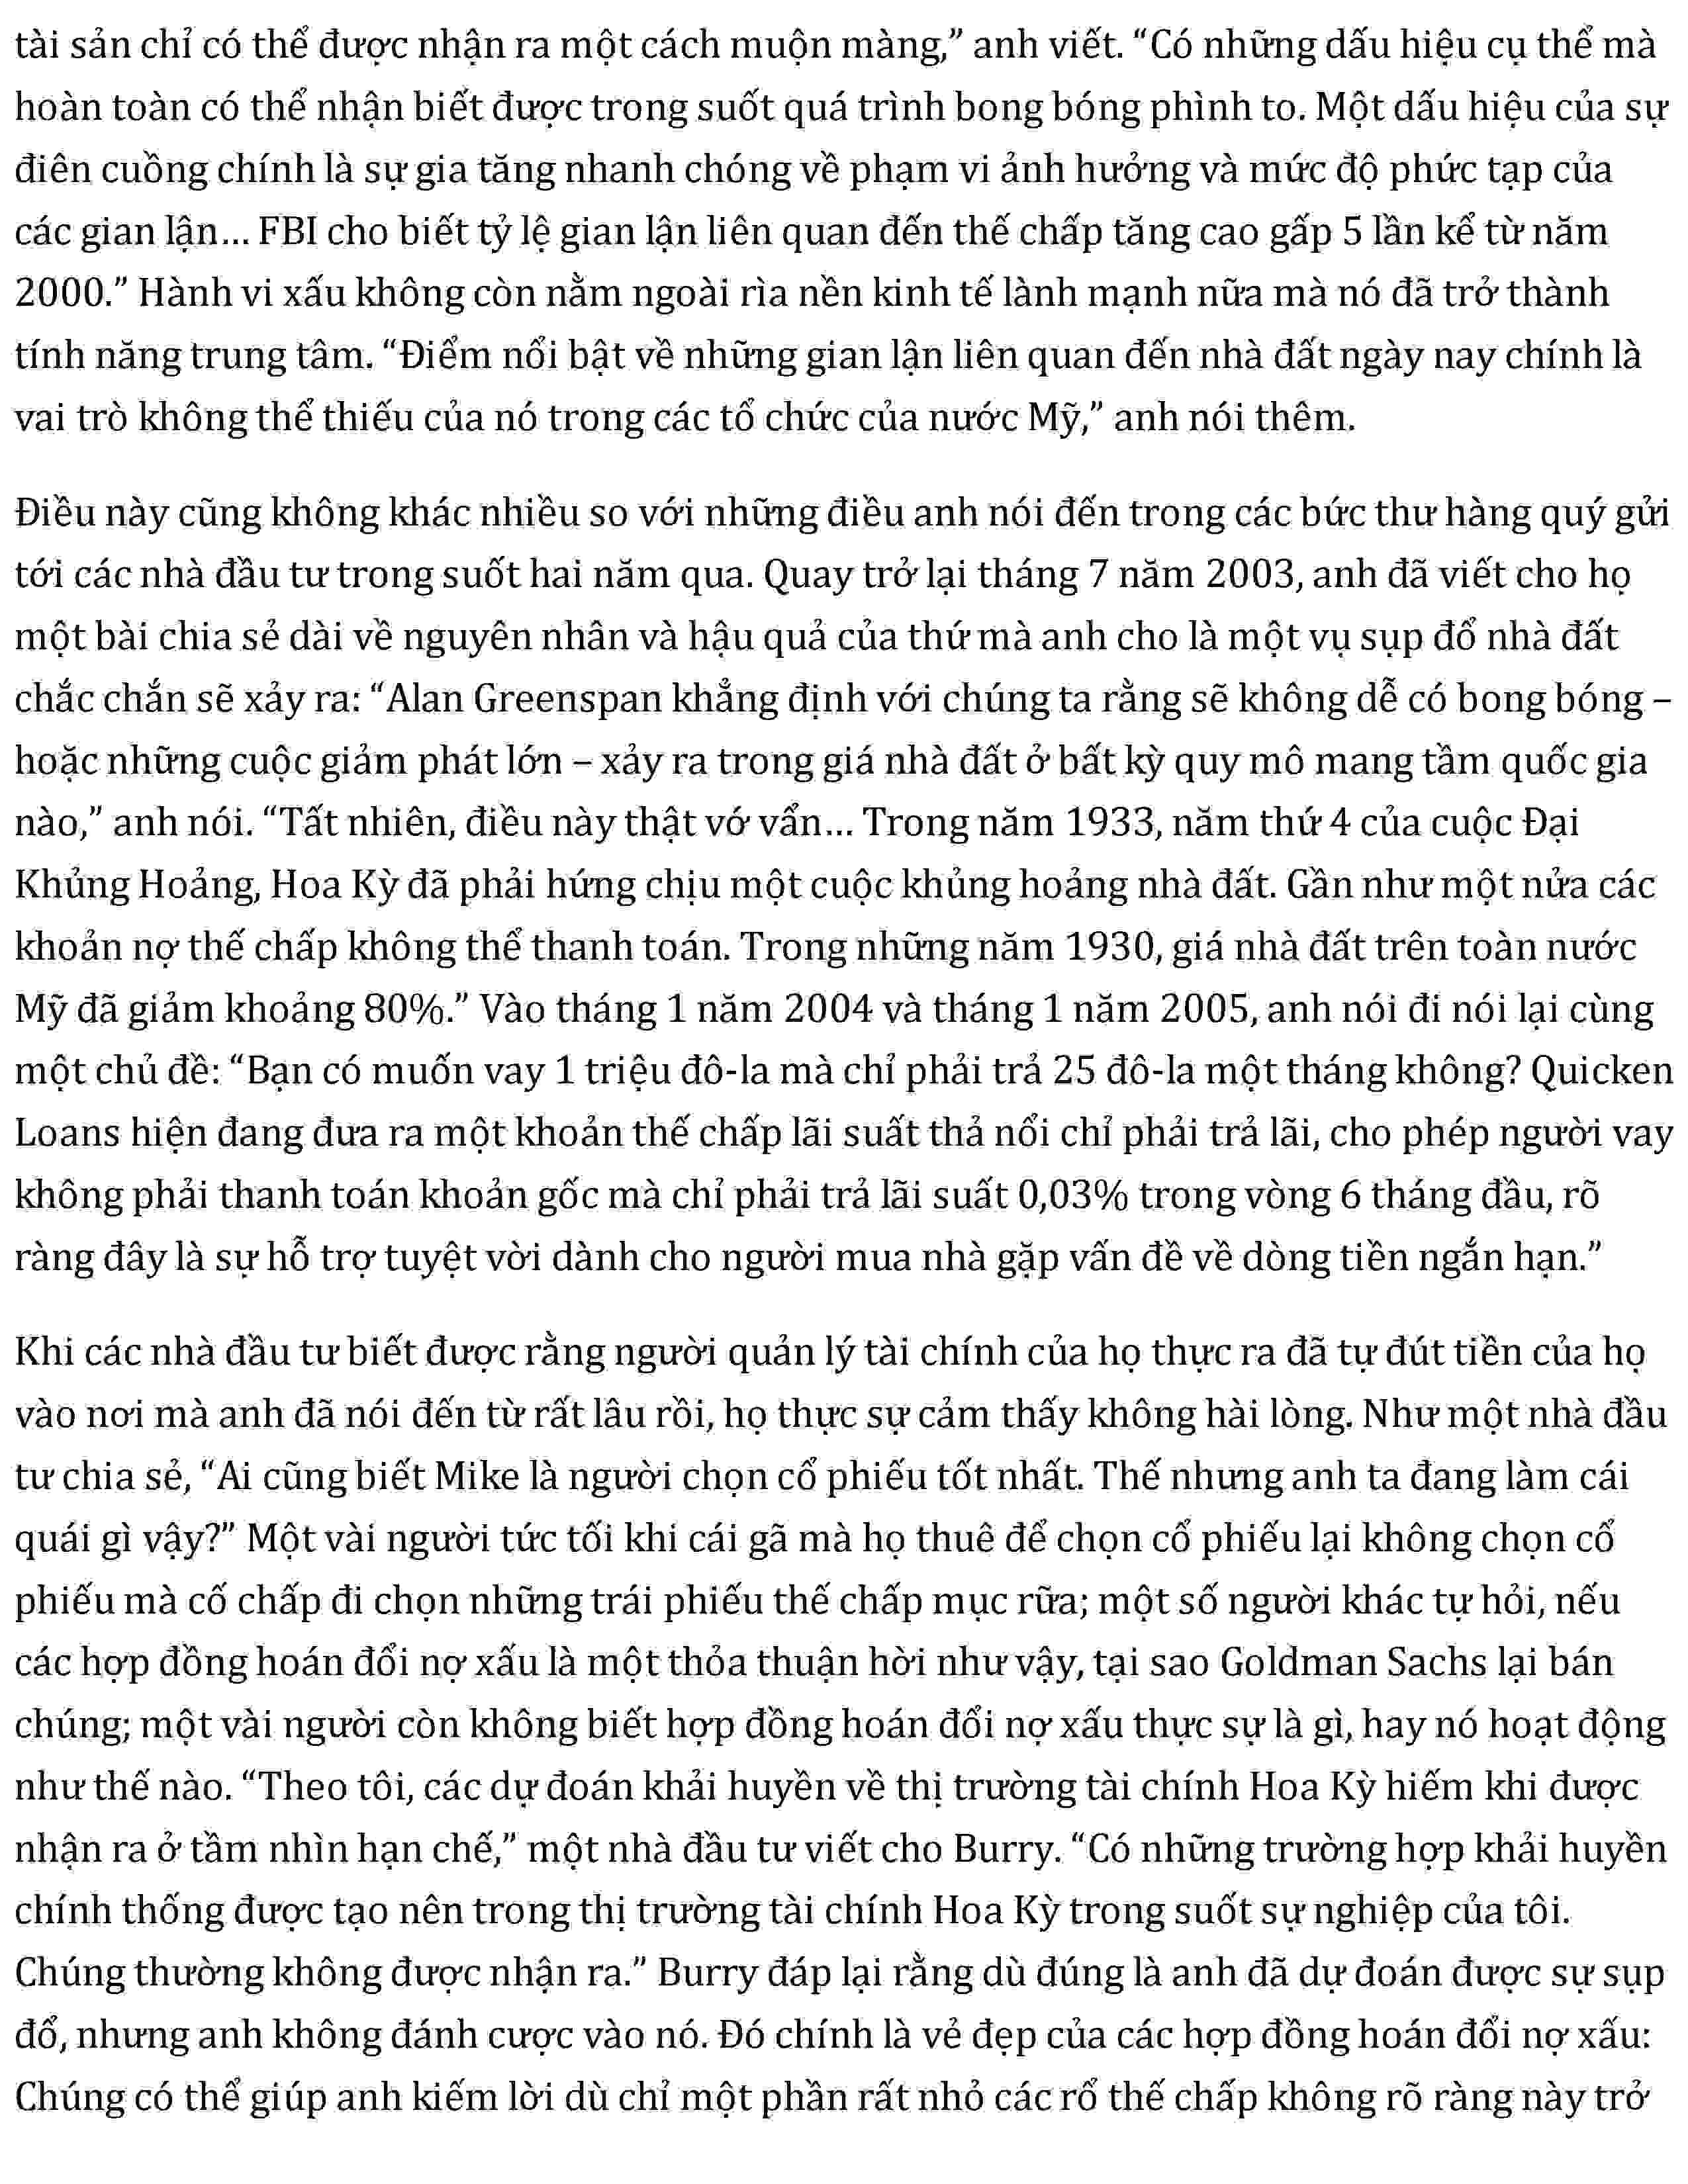 tài sản chỉ có thể được nhận ra một cách muộn màng,” anh viết. “Có những dấu hiệu cụ thể mà
hoàn toàn có thể nhận biết được trong suốt quá trình bong bóng phình to. Một dấu hiệu của sự
điên cuồng chính là sự gia tăng nhanh chóng về phạm vi ảnh hưởng và mức độ phức tạp của
các gian lận… FBI cho biết tỷ lệ gian lận liên quan đến thế chấp tăng cao gấp 5 lần kể từ năm
2000.” Hành vi xấu không còn nằm ngoài rìa nền kinh tế lành mạnh nữa mà nó đã trở thành
tính năng trung tâm. “Điểm nổi bật về những gian lận liên quan đến nhà đất ngày nay chính là
vai trò không thể thiếu của nó trong các tổ chức của nước Mỹ,” anh nói thêm.
Điều này cũng không khác nhiều so với những điều anh nói đến trong các bức thư hàng quý gửi
tới các nhà đầu tư trong suốt hai năm qua. Quay trở lại tháng 7 năm 2003, anh đã viết cho họ
một bài chia sẻ dài về nguyên nhân và hậu quả của thứ mà anh cho là một vụ sụp đổ nhà đất
chắc chắn sẽ xảy ra: “Alan Greenspan khẳng định với chúng ta rằng sẽ không dễ có bong bóng –
hoặc những cuộc giảm phát lớn – xảy ra trong giá nhà đất ở bất kỳ quy mô mang tầm quốc gia
nào,” anh nói. “Tất nhiên, điều này thật vớ vẩn… Trong năm 1933, năm thứ 4 của cuộc Đại
Khủng Hoảng, Hoa Kỳ đã phải hứng chịu một cuộc khủng hoảng nhà đất. Gần như một nửa các
khoản nợ thế chấp không thể thanh toán. Trong những năm 1930, giá nhà đất trên toàn nước
Mỹ đã giảm khoảng 80%.” Vào tháng 1 năm 2004 và tháng 1 năm 2005, anh nói đi nói lại cùng
một chủ đề: “Bạn có muốn vay 1 triệu đô-la mà chỉ phải trả 25 đô-la một tháng không? Quicken
Loans hiện đang đưa ra một khoản thế chấp lãi suất thả nổi chỉ phải trả lãi, cho phép người vay
không phải thanh toán khoản gốc mà chỉ phải trả lãi suất 0,03% trong vòng 6 tháng đầu, rõ
ràng đây là sự hỗ trợ tuyệt vời dành cho người mua nhà gặp vấn đề về dòng tiền ngắn hạn.”
Khi các nhà đầu tư biết được rằng người quản lý tài chính của họ thực ra đã tự đút tiền của họ
vào nơi mà anh đã nói đến từ rất lâu rồi, họ thực sự cảm thấy không hài lòng. Như một nhà đầu
tư chia sẻ, “Ai cũng biết Mike là người chọn cổ phiếu tốt nhất. Thế nhưng anh ta đang làm cái
quái gì vậy?” Một vài người tức tối khi cái gã mà họ thuê để chọn cổ phiếu lại không chọn cổ
phiếu mà cố chấp đi chọn những trái phiếu thế chấp mục rữa; một số người khác tự hỏi, nếu
các hợp đồng hoán đổi nợ xấu là một thỏa thuận hời như vậy, tại sao Goldman Sachs lại bán
chúng; một vài người còn không biết hợp đồng hoán đổi nợ xấu thực sự là gì, hay nó hoạt động
như thế nào. “Theo tôi, các dự đoán khải huyền về thị trường tài chính Hoa Kỳ hiếm khi được
nhận ra ở tầm nhìn hạn chế,” một nhà đầu tư viết cho Burry. “Có những trường hợp khải huyền
chính thống được tạo nên trong thị trường tài chính Hoa Kỳ trong suốt sự nghiệp của tôi.
Chúng thường không được nhận ra.” Burry đáp lại rằng dù đúng là anh đã dự đoán được sự sụp
đổ, nhưng anh không đánh cược vào nó. Đó chính là vẻ đẹp của các hợp đồng hoán đổi nợ xấu:
Chúng có thể giúp anh kiếm lời dù chỉ một phần rất nhỏ các rổ thế chấp không rõ ràng này trở